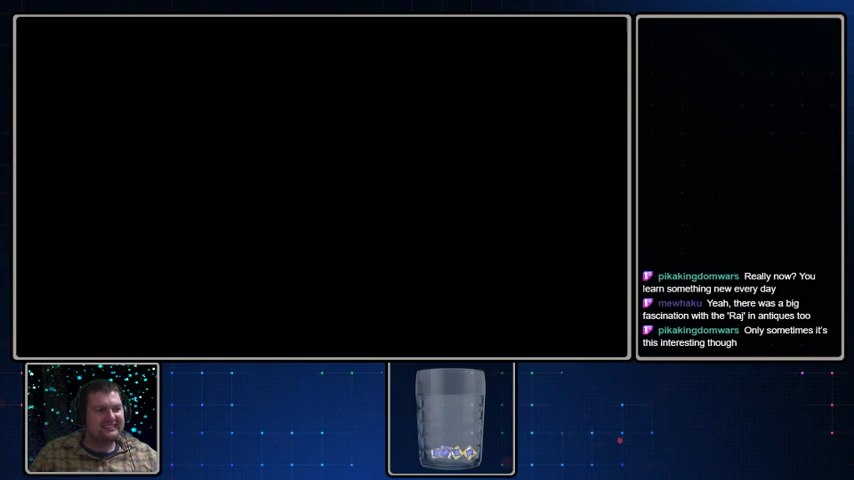 pikakingdomwars Really now? You
learn something new every day
mewhaku Yeah, there was a big
fascination with the 'Raj' in antiques too
pikakingdomwars Only sometimes it's
this interesting though